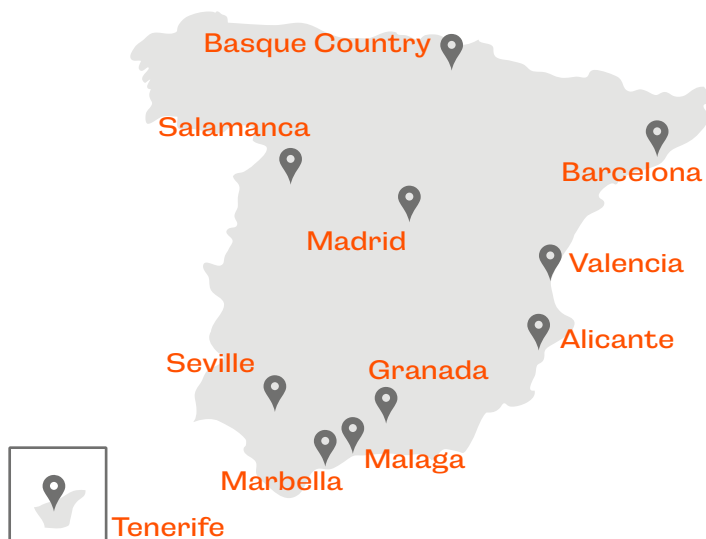 Basque Country
Salamanca
Barcelona
Madrid
Valencia
Alicante
Seville
Granada
Malaga
Marbella
Tenerife